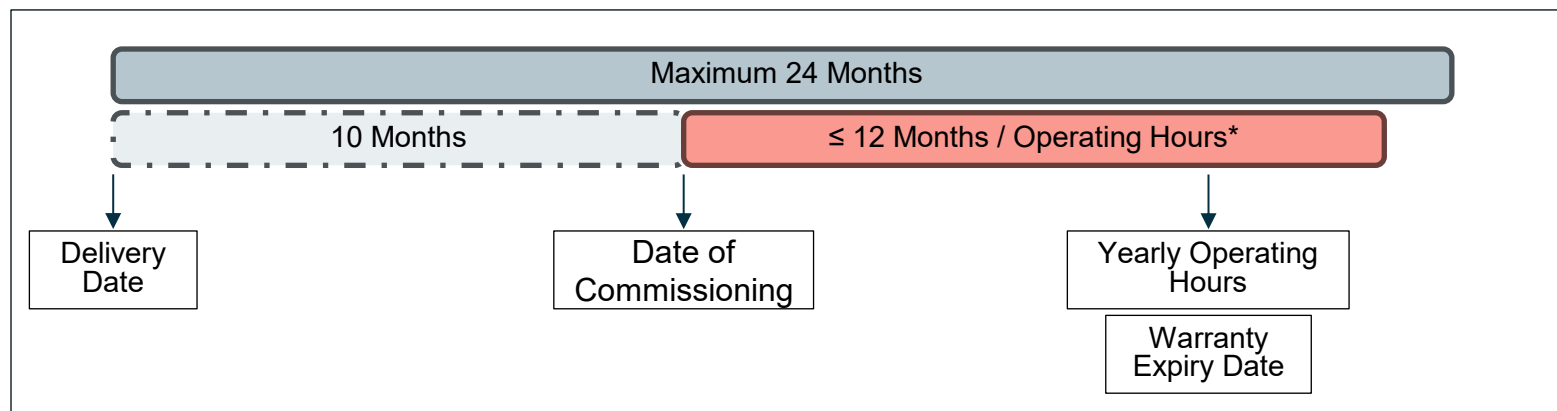 Maximum 24 Months
10 Months
≤ 12 Months / Operating Hours*
Delivery
Date
Date of
Commissioning
Yearly Operating
Hours
Warranty
Expiry Date